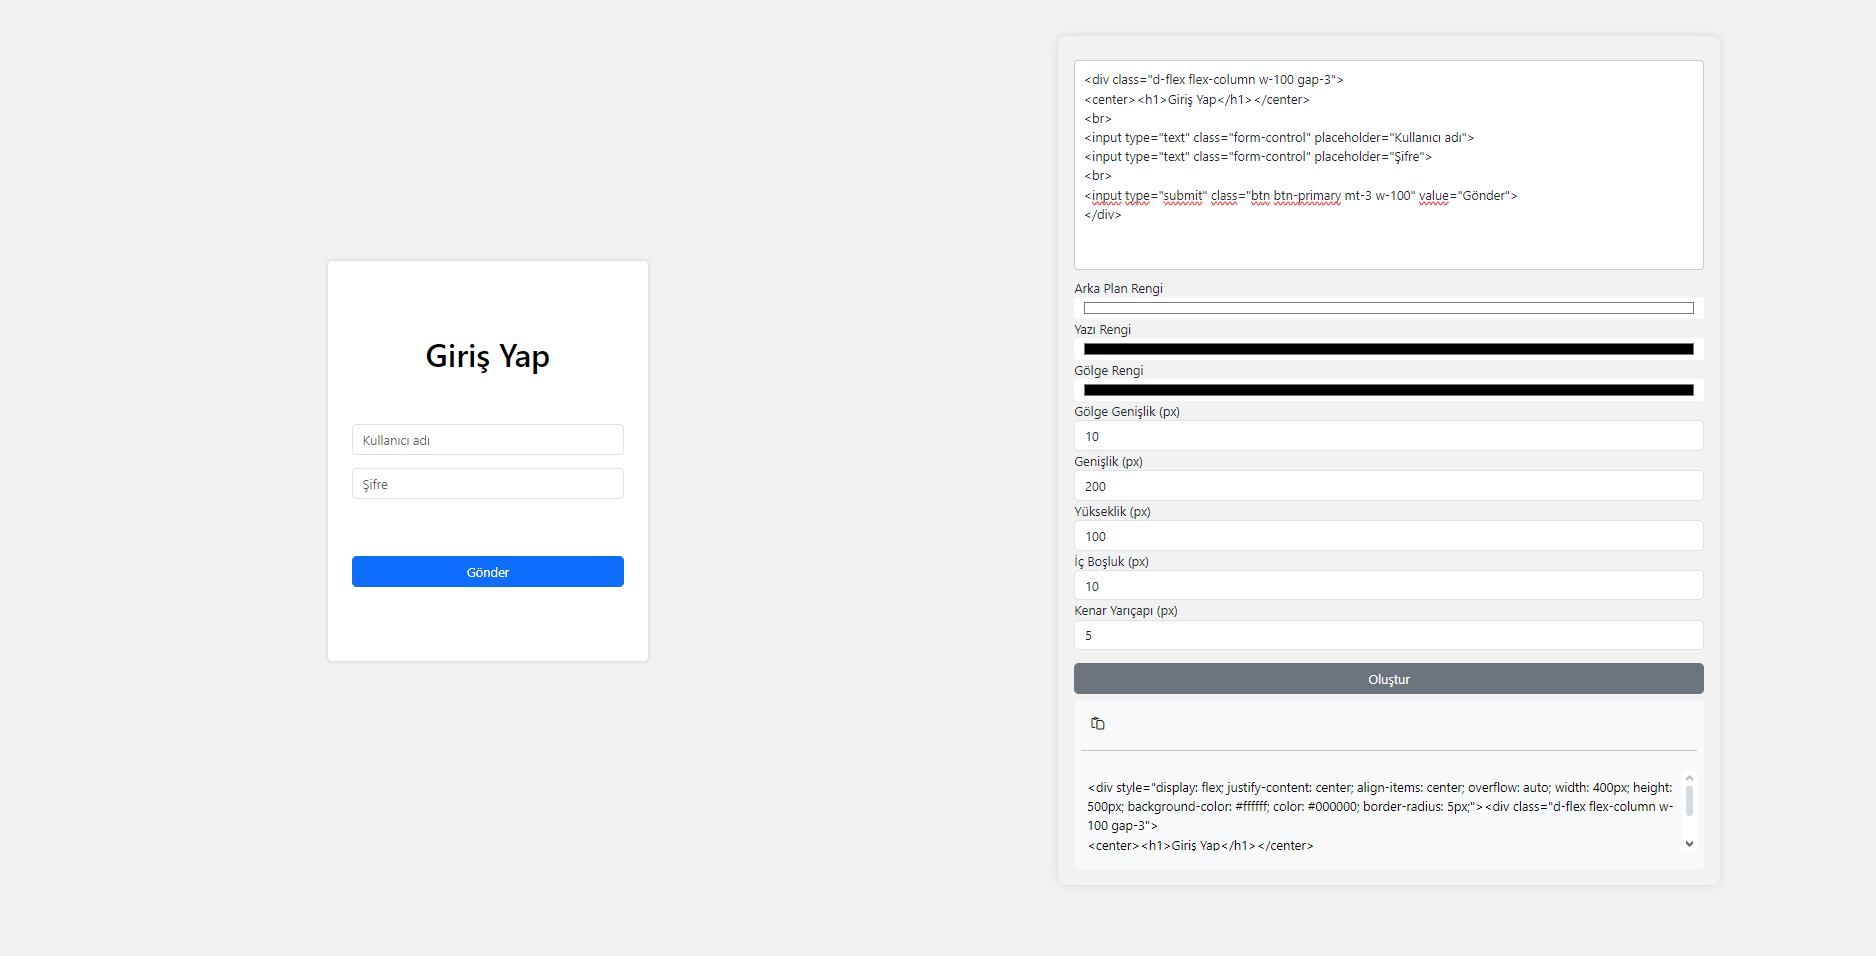 Giriş Yap
Kullanıcı adı
Şifre
Gönder
<div class="d-flex flex-column w-100 gap-3">
<center><h1>Giriş Yap</h1></center>
<br>
<input type="text" class="form-control" placeholder="Kullanıcı adı">
<input type="text" class="form-control" placeholder="Şifre">
<br>
<input type="submit" class="btn btn-primary mt-3 w-100" value="Gönder">
</div>
Arka Plan Rengi
Yazı Rengi
Gölge Rengi
Gölge Genişlik (px)
10
Genişlik (px)
200
Yükseklik (px)
100
İç Boşluk (px)
10
Kenar Yarıçapı (px)
5
Oluştur
<div style="display: flex; justify-content: center; align-items: center; overflow: auto; width: 400px; height:
500px; background-color: #ffffff; color: #000000; border-radius: 5px;"><div class="d-flex flex-column w-
100 gap-3">
<center><h1>Giriş Yap</h1></center>